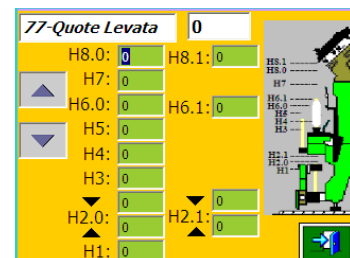 77-Quote Levata 0
H8.0: 0 H8.1: 0
H7: 0
H6.0: 0 H6.1: 0
H5: 0
H4: 0
H3: 0
H2.0: 0 H2.1: 0
0 0
H1: 0
H8.1
H8.0
H7
H6.1
H6.0
H5
H4
H3
H2.1
H2.0
H1